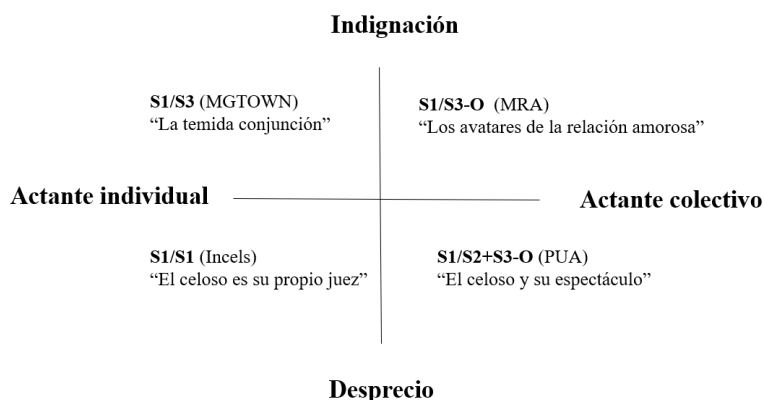 Indignación
S1/S3 (MGTOWN)
“La temida conjunción”
S1/S3-O (MRA)
“Los avatares de la relación amorosa”
Actante individual
Actante colectivo
S1/S1 (Incels)
“El celoso es su propio juez”
S1/S2+S3-O (PUA)
“El celoso y su espectáculo”
Desprecio